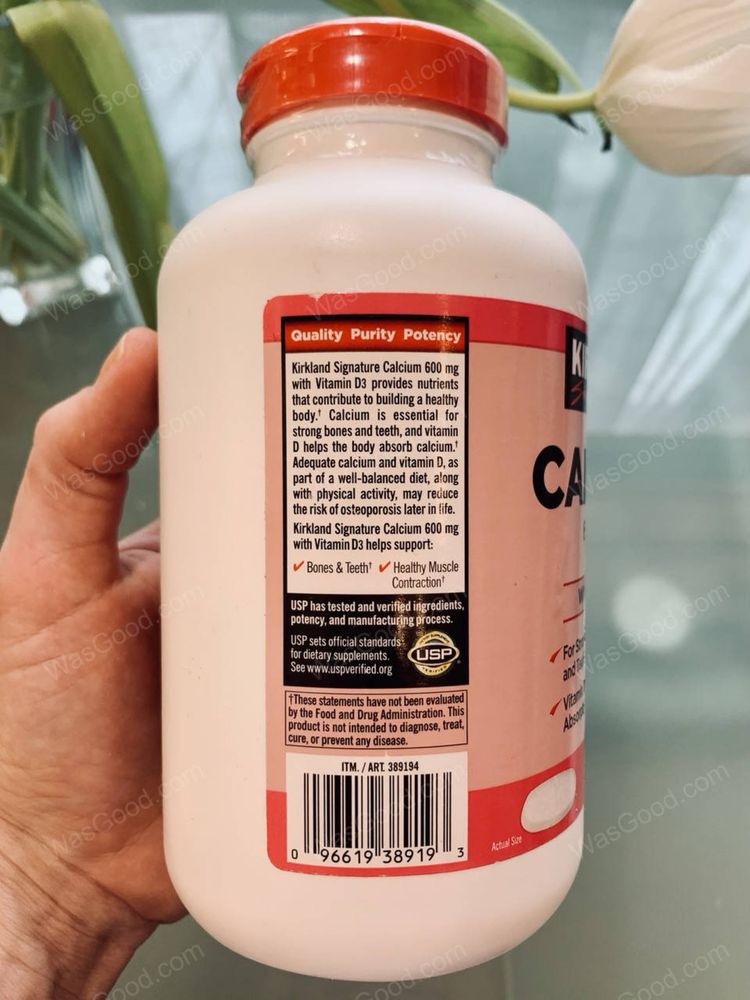 Quality Purity Potency
Kirkland Signature Calcium 600 mg
with Vitamin D3 provides nutrients
that contribute to building a healthy
body.† Calcium is essential for
strong bones and teeth, and vitamin
D helps the body absorb calcium.†
Adequate calcium and vitamin D, as
part of a well-balanced diet, along
with physical activity, may reduce
the risk of osteoporosis later in life.
Kirkland Signature Calcium 600 mg
with Vitamin D3 helps support:
✓ Bones & Teeth† ✓ Healthy Muscle
Contraction†
USP has tested and verified ingredients,
potency, and manufacturing process.
USP sets official standards
for dietary supplements.
See www.uspverified.org
USP
†These statements have not been evaluated
by the Food and Drug Administration. This
product is not intended to diagnose, treat,
cure, or prevent any disease.
ITM. / ART. 389194
0 96619 38919 3
KI
CA
For
and
Actual Size
WasGood.com